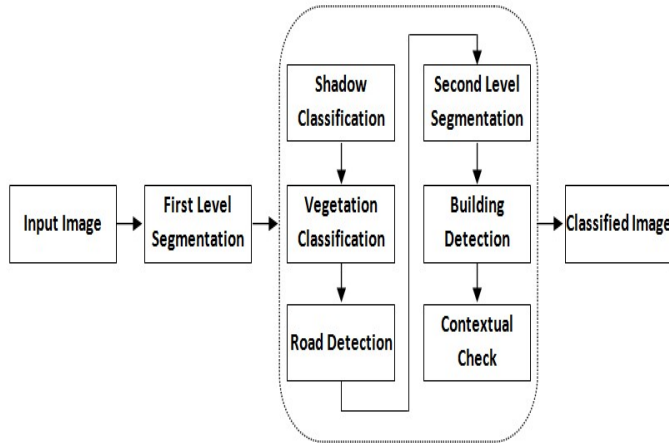 Input Image
First Level
Segmentation
Shadow
Classification
Vegetation
Classification
Road Detection
Second Level
Segmentation
Building
Detection
Contextual
Check
Classified Image